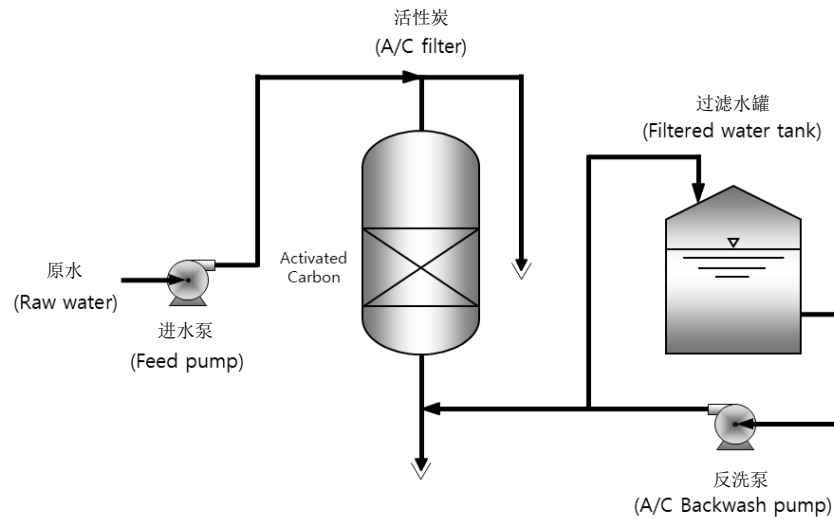 活性炭
(A/C filter)
过滤水罐
(Filtered water tank)
Activated
Carbon
原水
(Raw water)
进水泵
(Feed pump)
反洗泵
(A/C Backwash pump)